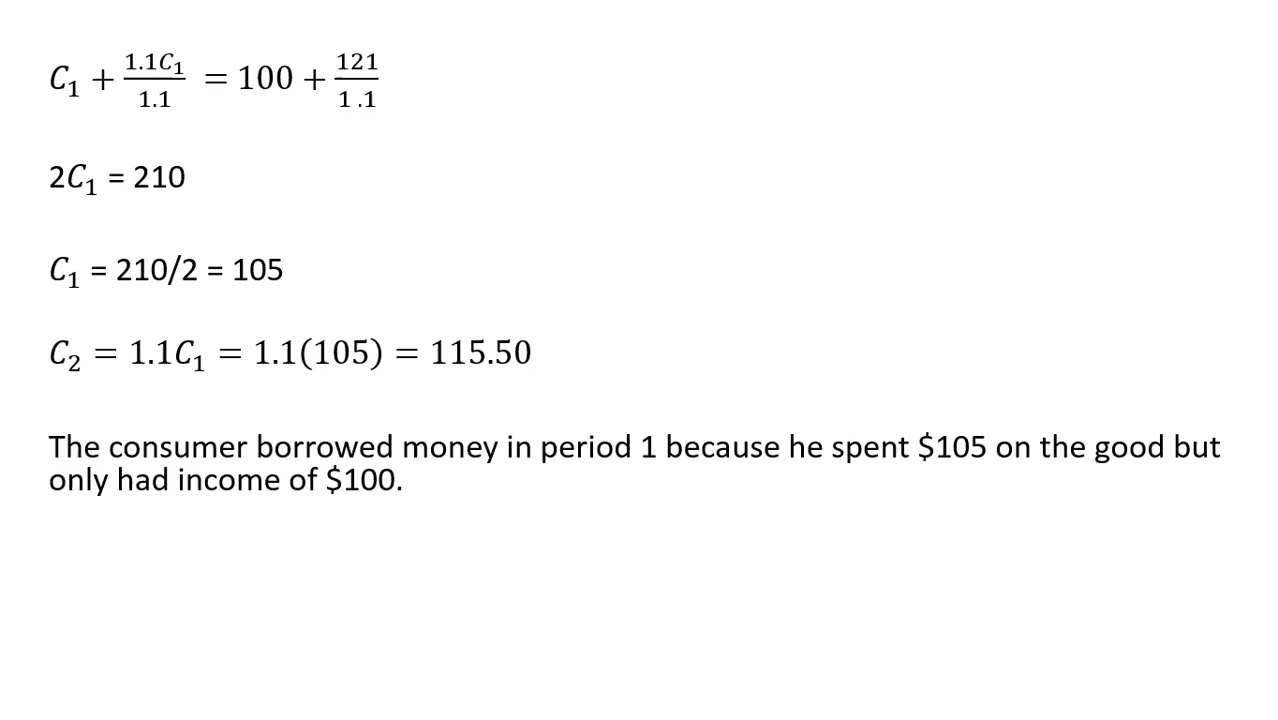 C₁ + 1.1C₁/1.1 = 100 + 121/1 .1
2C₁ = 210
C₁ = 210/2 = 105
C₂ = 1.1C₁ = 1.1(105) = 115.50
The consumer borrowed money in period 1 because he spent $105 on the good but
only had income of $100.